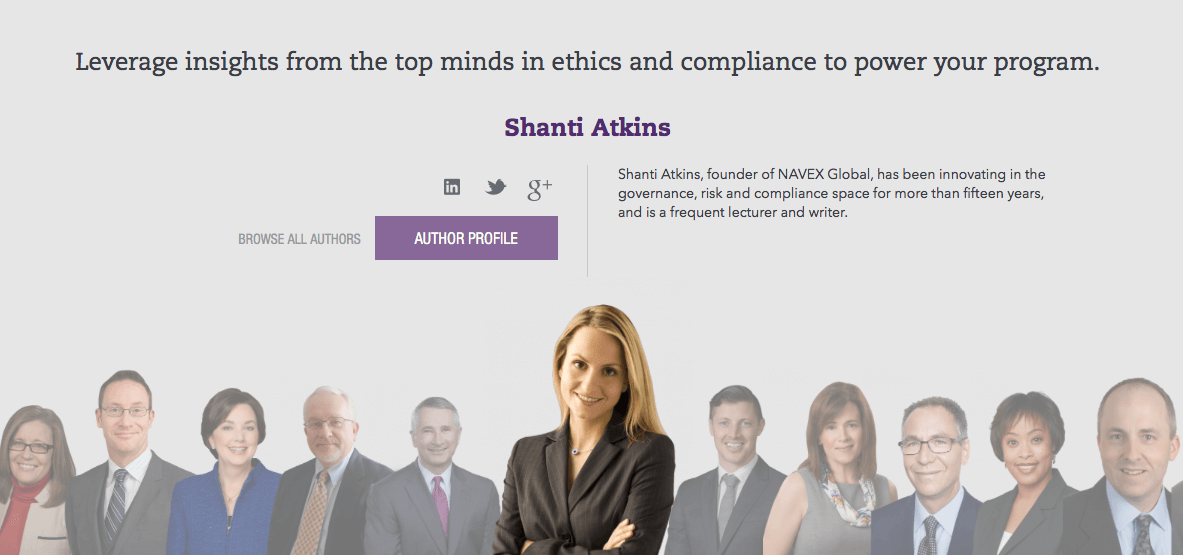 Leverage insights from the top minds in ethics and compliance to power your program.
Shanti Atkins
in
g+
BROWSE ALL AUTHORS
AUTHOR PROFILE
Shanti Atkins, founder of NAVEX Global, has been innovating in the
governance, risk and compliance space for more than fifteen years,
and is a frequent lecturer and writer.